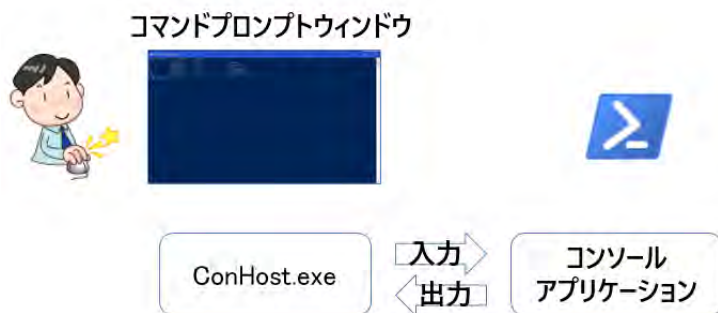 コマンドプロンプトウィンドウ
ConHost.exe
入力
出力
コンソール
アプリケーション